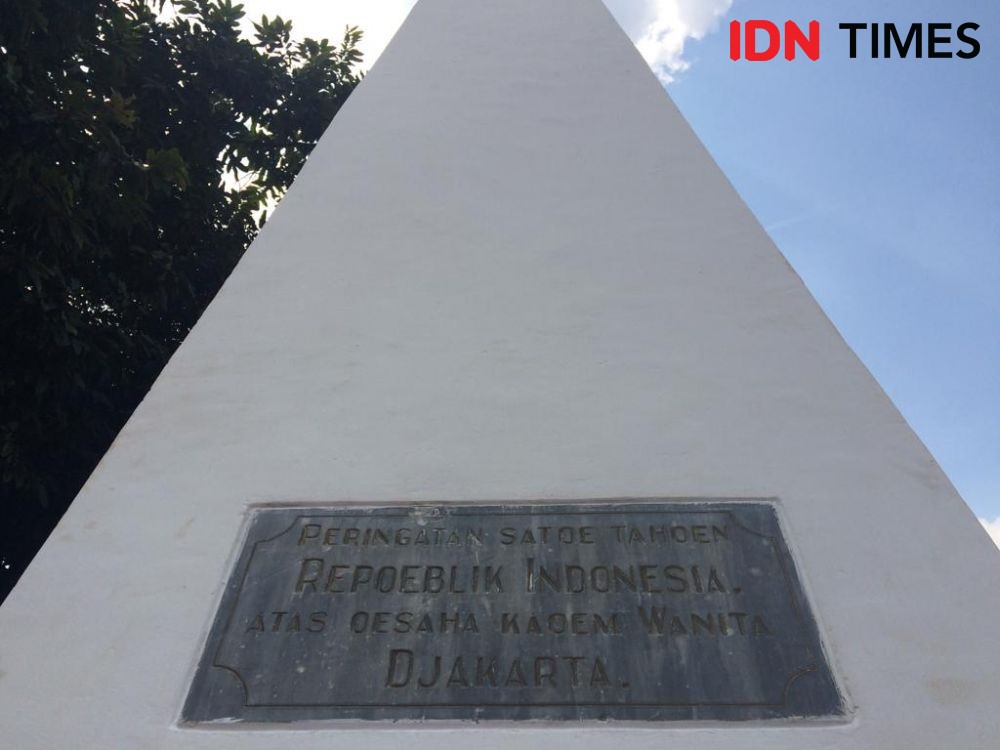 IDN TIMES
PERINGATAN SATOE TAHOEN
REPOEBLIK INDONESIA.
ATAS OESAHA KAOEM WANITA
DJAKARTA.